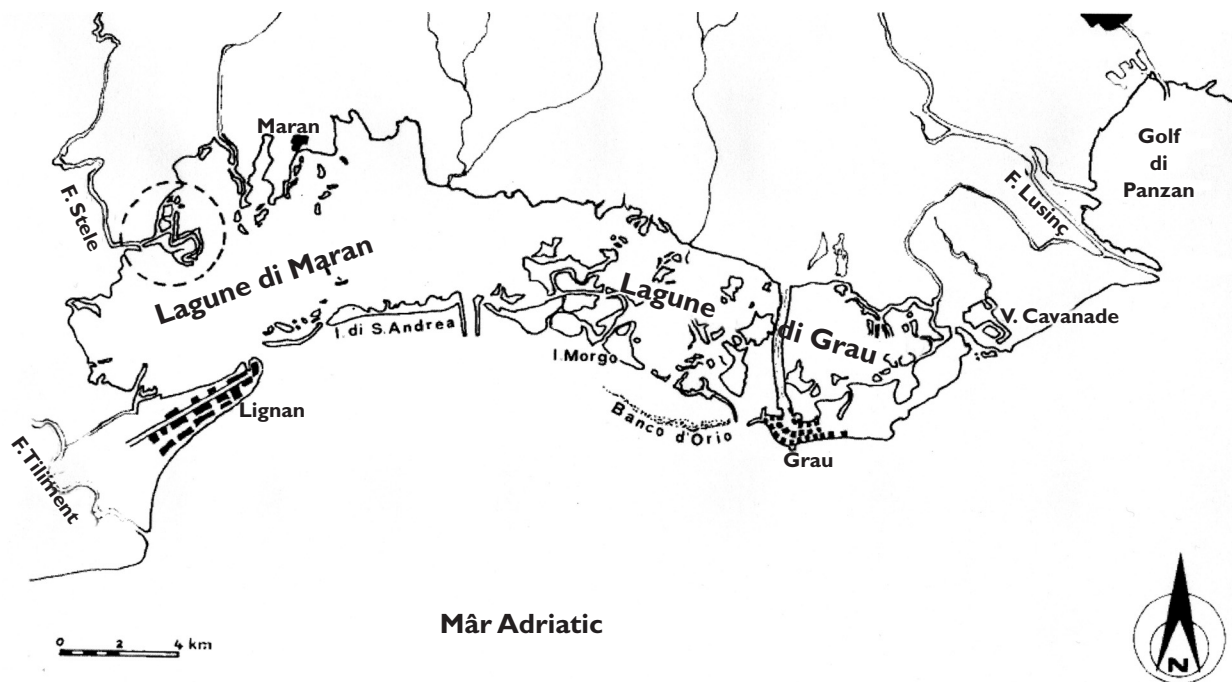 Maran
Golf
di
Panzan
F. Stele
F. Lusinç
Lagune di Maran
Lagune
di Grau
I. di S. Andrea
V. Cavanade
I. Morgo
Lignan
Banco d'Orio
Grau
F. Tiliment
Mâr Adriatic
0 2 4 km
N